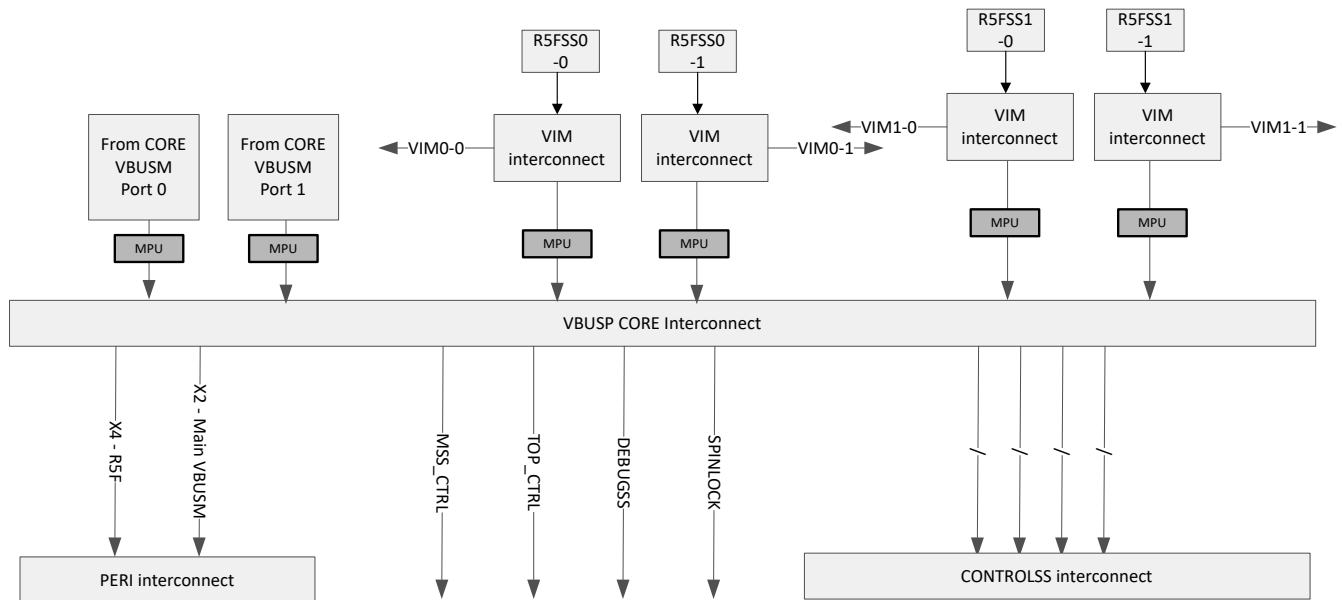 R5FSS0
-0
R5FSS0
-1
R5FSS1
-0
R5FSS1
-1
From CORE
VBUSM
Port 0
From CORE
VBUSM
Port 1
VIM0-0
VIM
interconnect
VIM
interconnect
VIM0-1
VIM1-0
VIM
interconnect
VIM
interconnect
VIM1-1
MPU
MPU
MPU
MPU
MPU
MPU
VBUSP CORE Interconnect
X4 - R5F
X2 - Main VBUSM
MSS_CTRL
TOP_CTRL
DEBUGSS
SPINLOCK
/
/
/
/
PERI interconnect
CONTROLSS interconnect